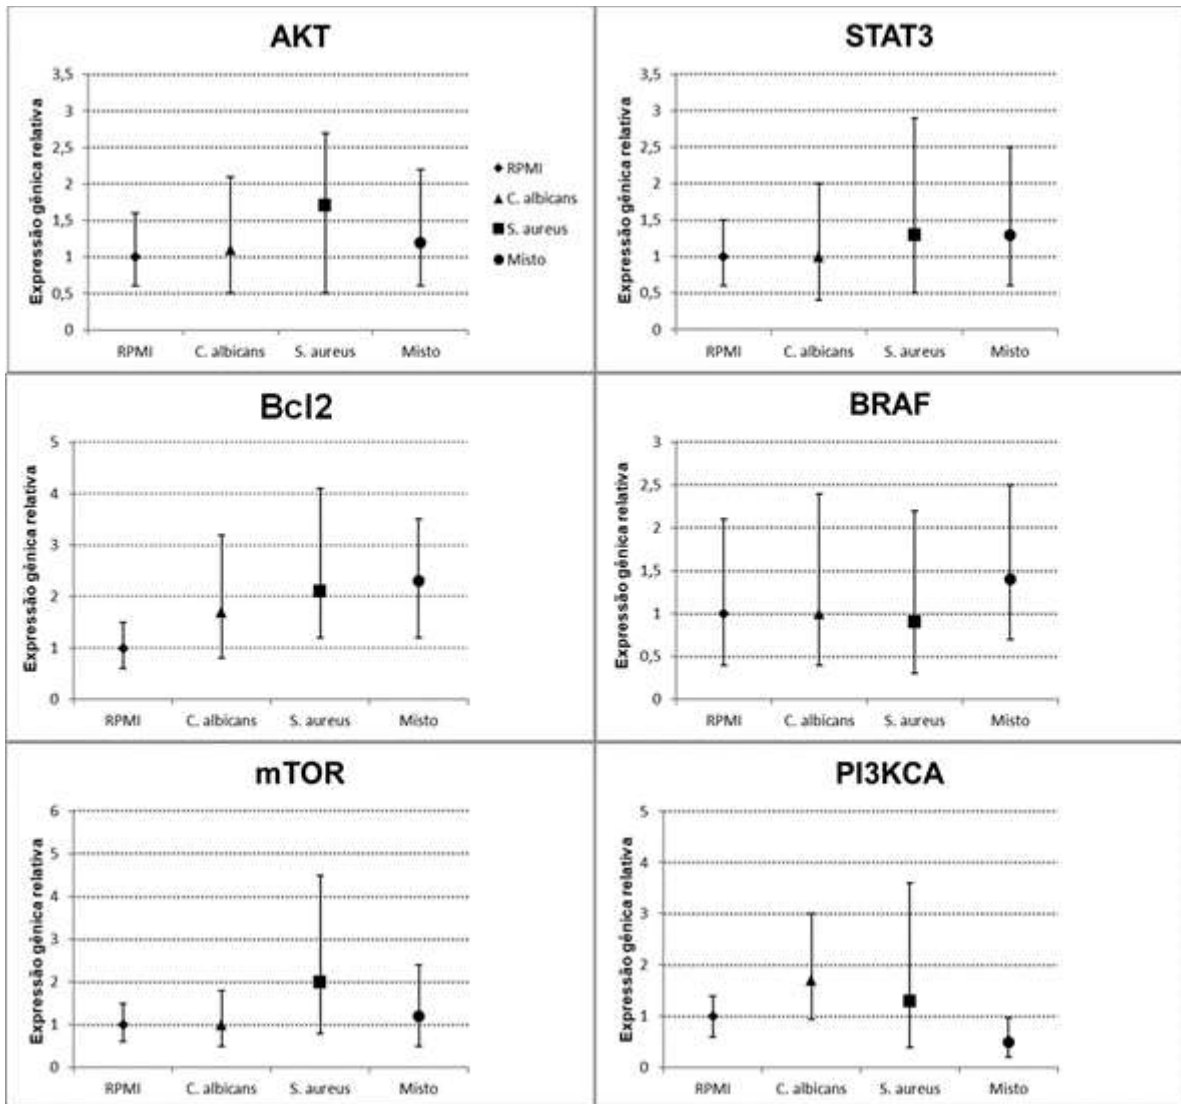 AKT
Expressão gênica relativa
3,5
3
2,5
2
1,5
1
0,5
0
RPMI
C. albicans
S. aureus
Misto
RPMI C. albicans S. aureus Misto
STAT3
Expressão gênica relativa
3,5
3
2,5
2
1,5
1
0,5
0
RPMI C. albicans S. aureus Misto
Bcl2
Expressão gênica relativa
5
4
3
2
1
0
RPMI C. albicans S. aureus Misto
BRAF
Expressão gênica relativa
3
2,5
2
1,5
1
0,5
0
RPMI C. albicans S. aureus Misto
mTOR
Expressão gênica relativa
6
5
4
3
2
1
0
RPMI C. albicans S. aureus Misto
PI3KCA
Expressão gênica relativa
5
4
3
2
1
0
RPMI C. albicans S. aureus Misto